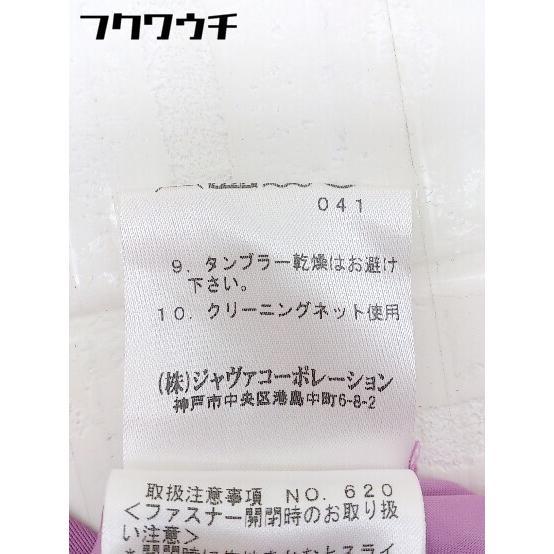 フクワウチ
041
9. タンブラー乾燥はお避け
下さい。
10. クリーニングネット使用
(株)ジャヴァコーポレーション
神戸市中央区港島中町6-8-2
取扱注意事項 NO. 620
<ファスナー開閉時のお取り扱
い注意>